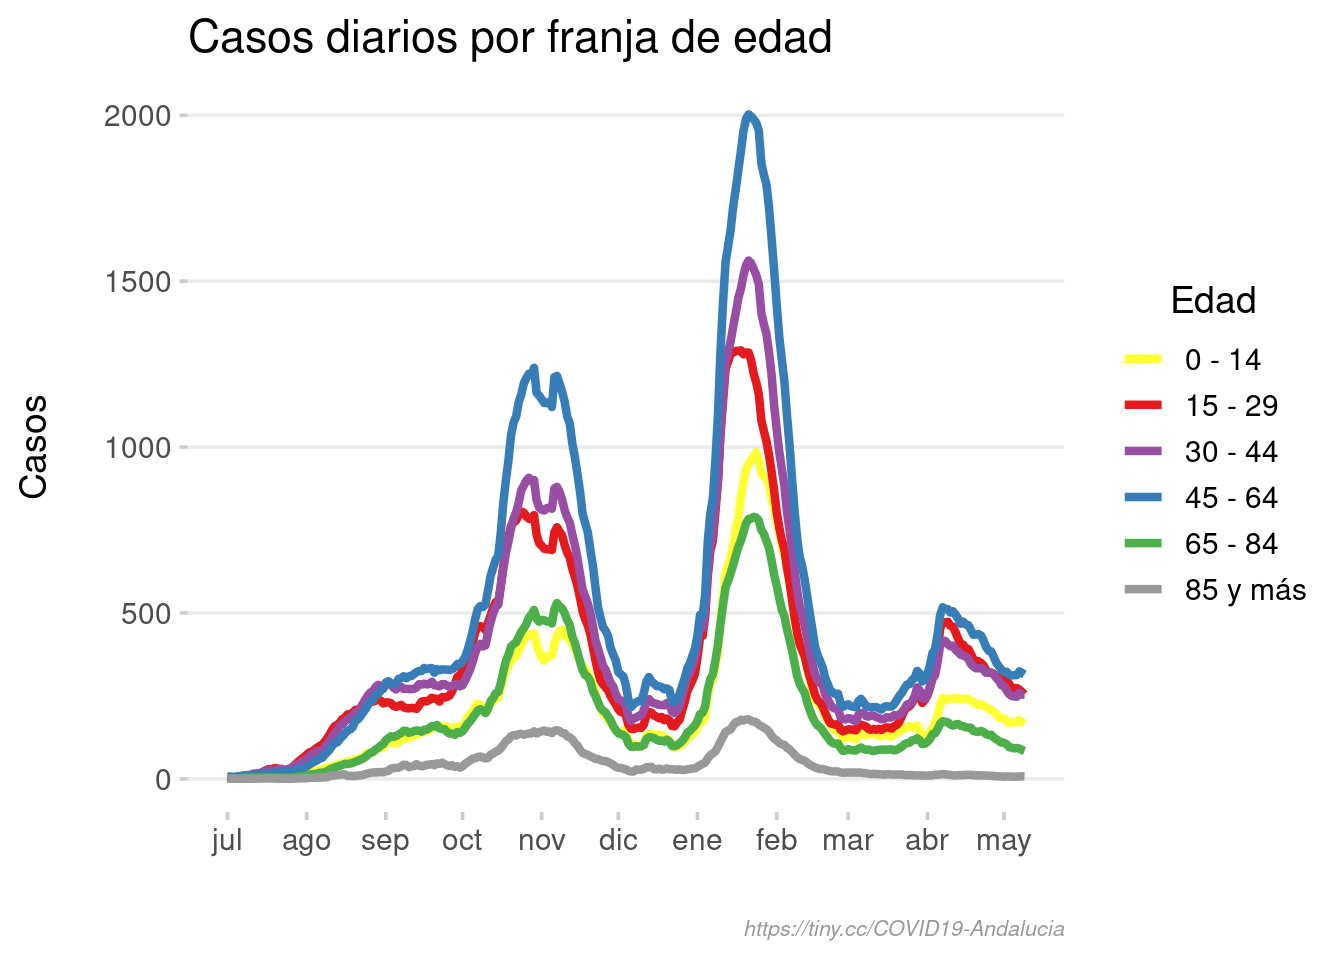 Casos diarios por franja de edad
Casos
2000
1500
1000
500
0
jul ago sep oct nov dic ene feb mar abr may
Edad
0 - 14
15 - 29
30 - 44
45 - 64
65 - 84
85 y más
https://tiny.cc/COVID19-Andalucia